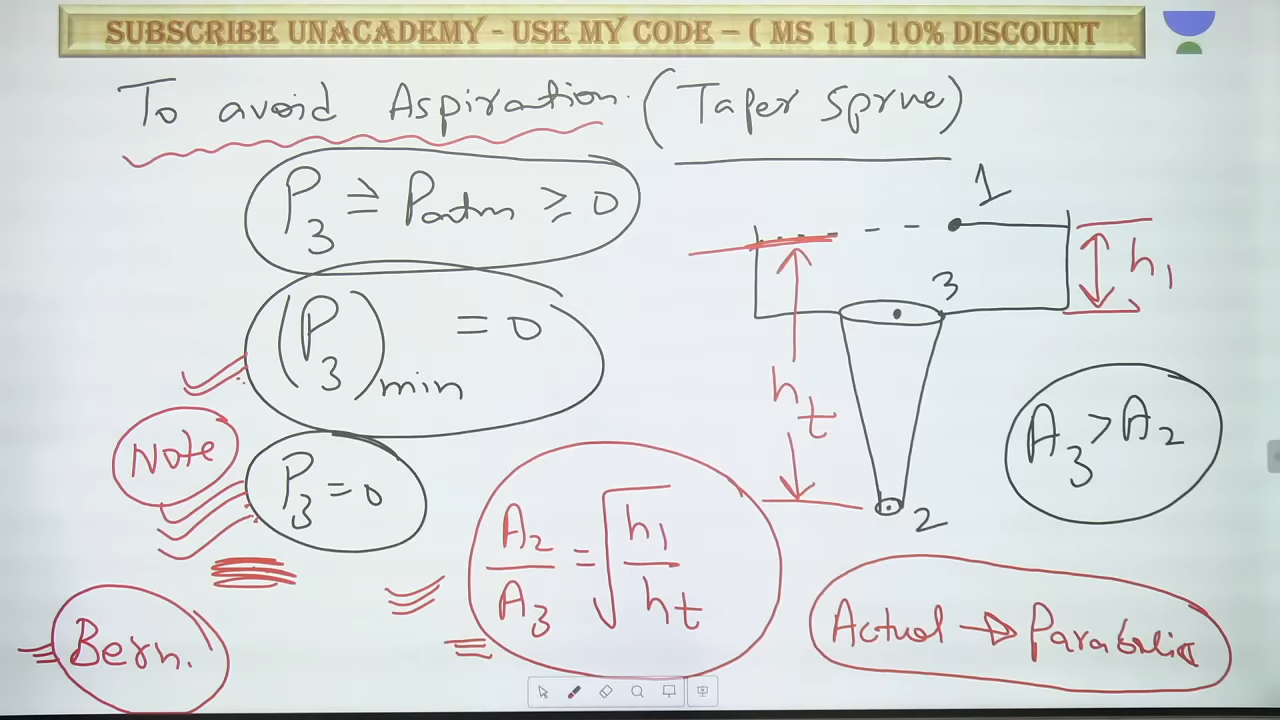 SUBSCRIBE UNACADEMY - USE MY CODE – ( MS 11) 10% DISCOUNT
To avoid Aspiration. (Taper sprue)
P3 ≥ Patm ≥ 0
(P3)min = 0
Note
P3 = 0
Bern.
A2/A3 = √(h1/ht)
1
3
h1
ht
2
A3 > A2
Actual → Parabolic